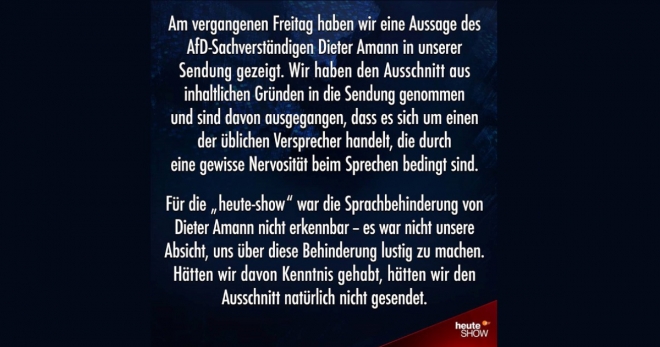 Am vergangenen Freitag haben wir eine Aussage des
AfD-Sachverständigen Dieter Amann in unserer
Sendung gezeigt. Wir haben den Ausschnitt aus
inhaltlichen Gründen in die Sendung genommen
und sind davon ausgegangen, dass es sich um einen
der üblichen Versprecher handelt, die durch
eine gewisse Nervosität beim Sprechen bedingt sind.
Für die „heute-show“ war die Sprachbehinderung von
Dieter Amann nicht erkennbar – es war nicht unsere
Absicht, uns über diese Behinderung lustig zu machen.
Hätten wir davon Kenntnis gehabt, hätten wir den
Ausschnitt natürlich nicht gesendet.
heute
SHOW